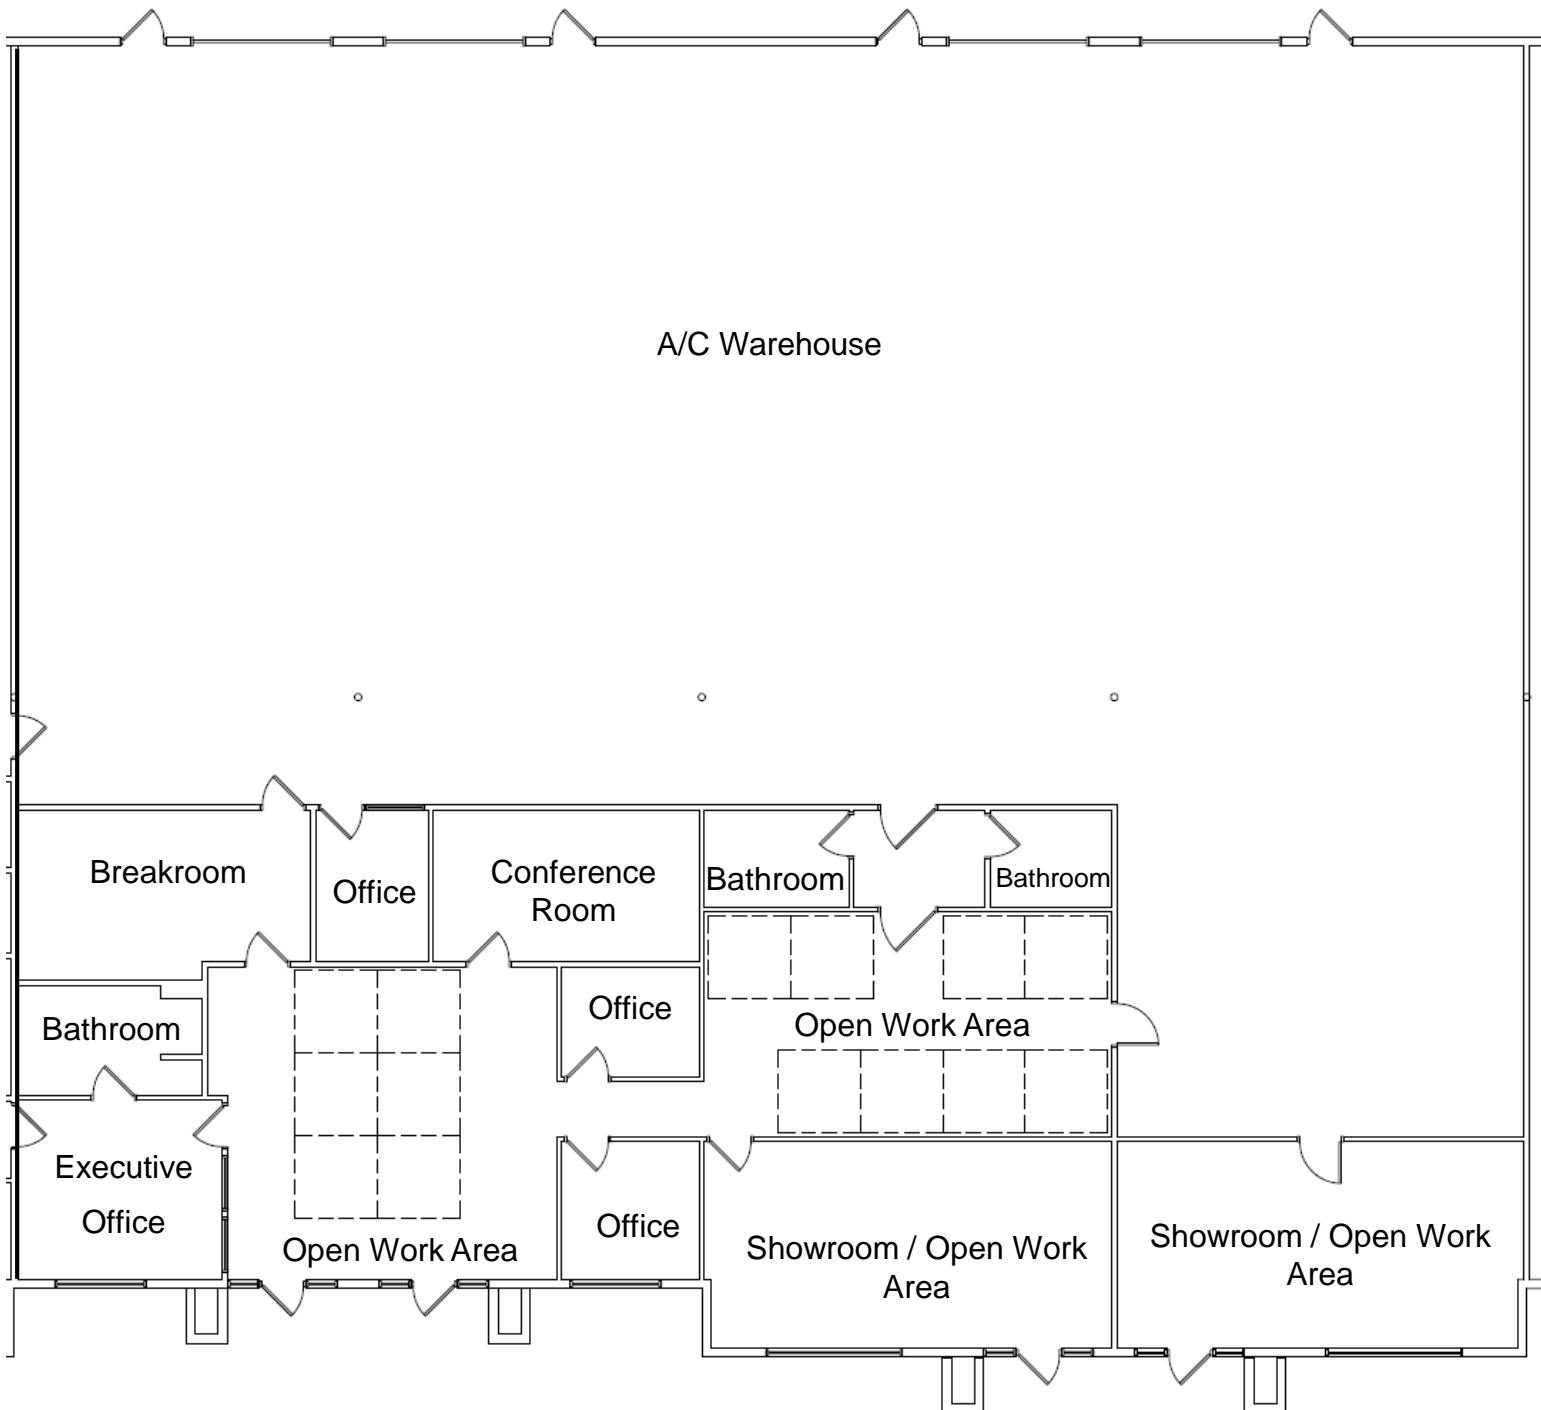 A/C Warehouse
Breakroom
Office
Conference
Room
Bathroom
Bathroom
Bathroom
Office
Open Work Area
Executive
Office
Open Work Area
Office
Showroom / Open Work
Area
Showroom / Open Work
Area